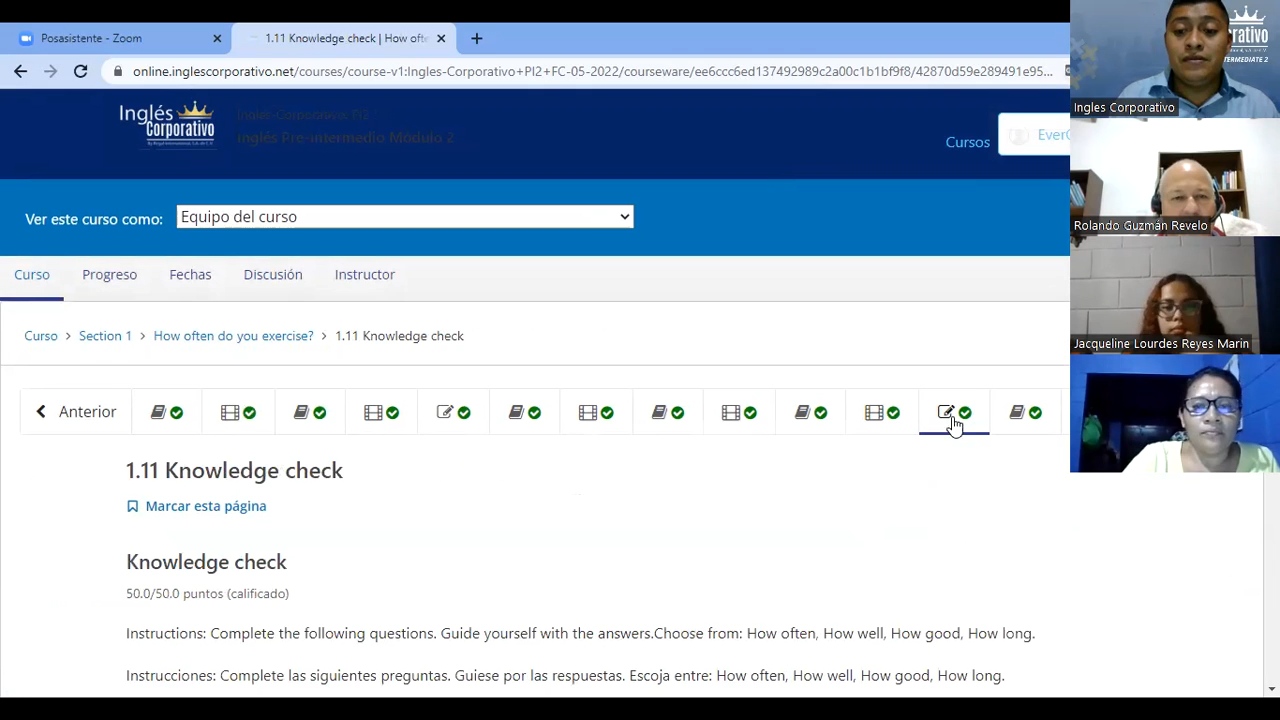 Posasistente - Zoom
1.11 Knowledge check | How ofte
online.inglescorporativo.net/courses/course-v1:Ingles-Corporativo+PI2+FC-05-2022/courseware/ee6ccc6ed137492989c2a00c1b1bf9f8/42870d59e289491e95...
Inglés
Corporativo
Inglés Pre-intermedio Módulo 2
Cursos
Ver este curso como:
Equipo del curso
Curso
Progreso
Fechas
Discusión
Instructor
Curso > Section 1 > How often do you exercise? > 1.11 Knowledge check
Anterior
1.11 Knowledge check
Marcar esta página
Knowledge check
50.0/50.0 puntos (calificado)
Instructions: Complete the following questions. Guide yourself with the answers.Choose from: How often, How well, How good, How long.
Instrucciones: Complete las siguientes preguntas. Guiese por las respuestas. Escoja entre: How often, How well, How good, How long.
Ingles Corporativo
Rolando Guzmán Revelo
Jacqueline Lourdes Reyes Marin